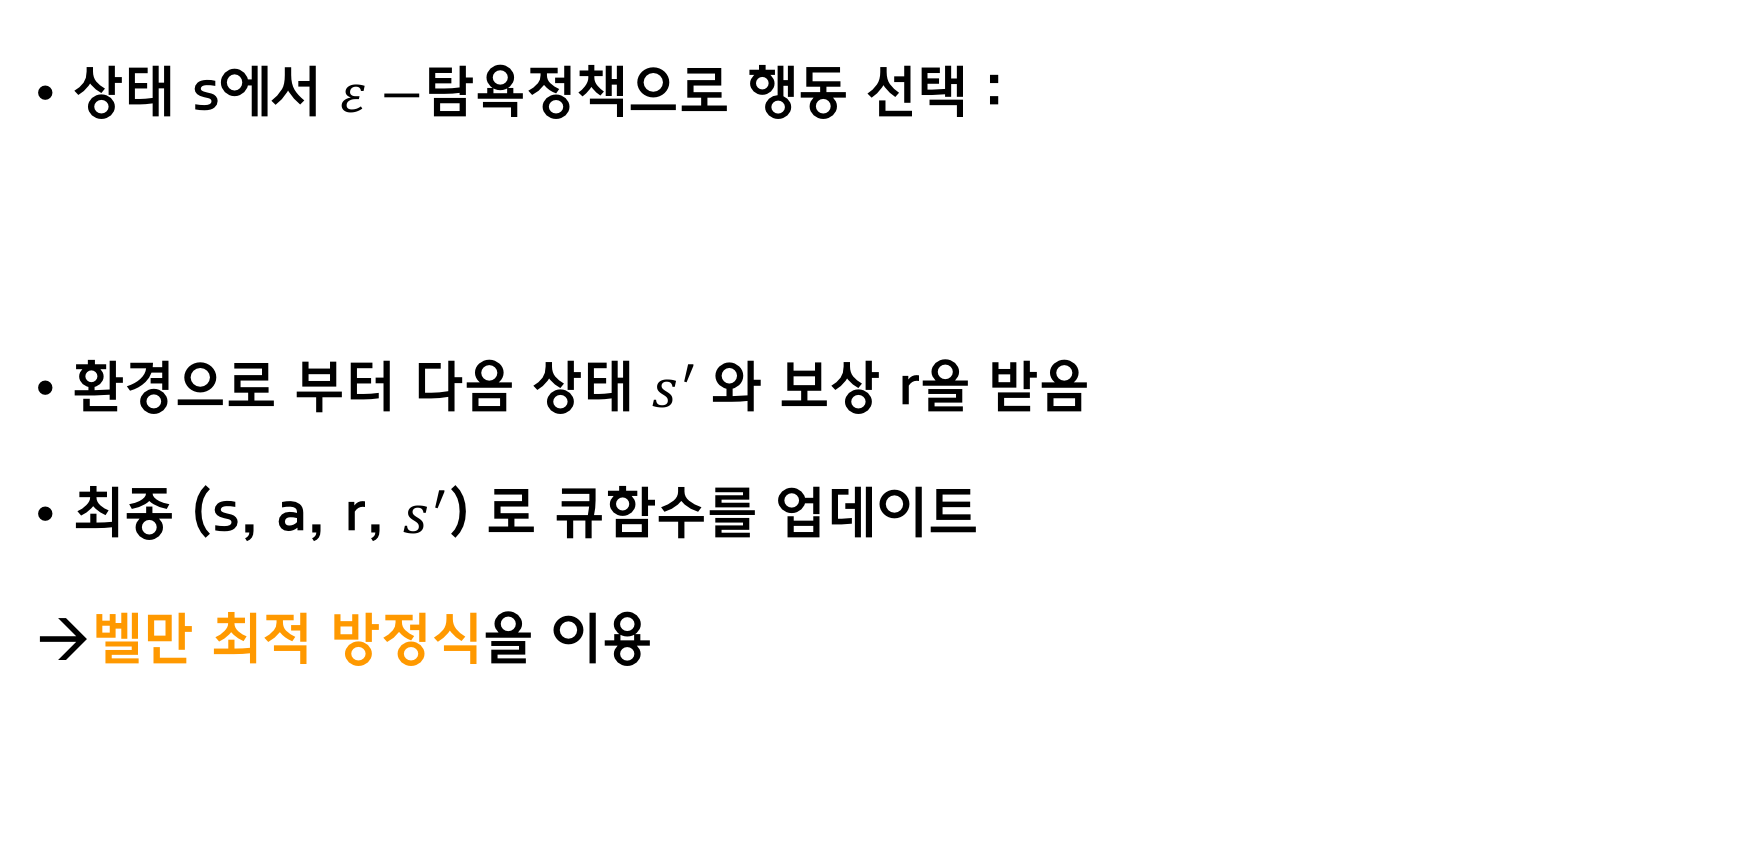 • 상태 s에서 ε −탐욕정책으로 행동 선택 :
• 환경으로 부터 다음 상태 s′ 와 보상 r을 받음
• 최종 (s, a, r, s′) 로 큐함수를 업데이트
→벨만 최적 방정식을 이용